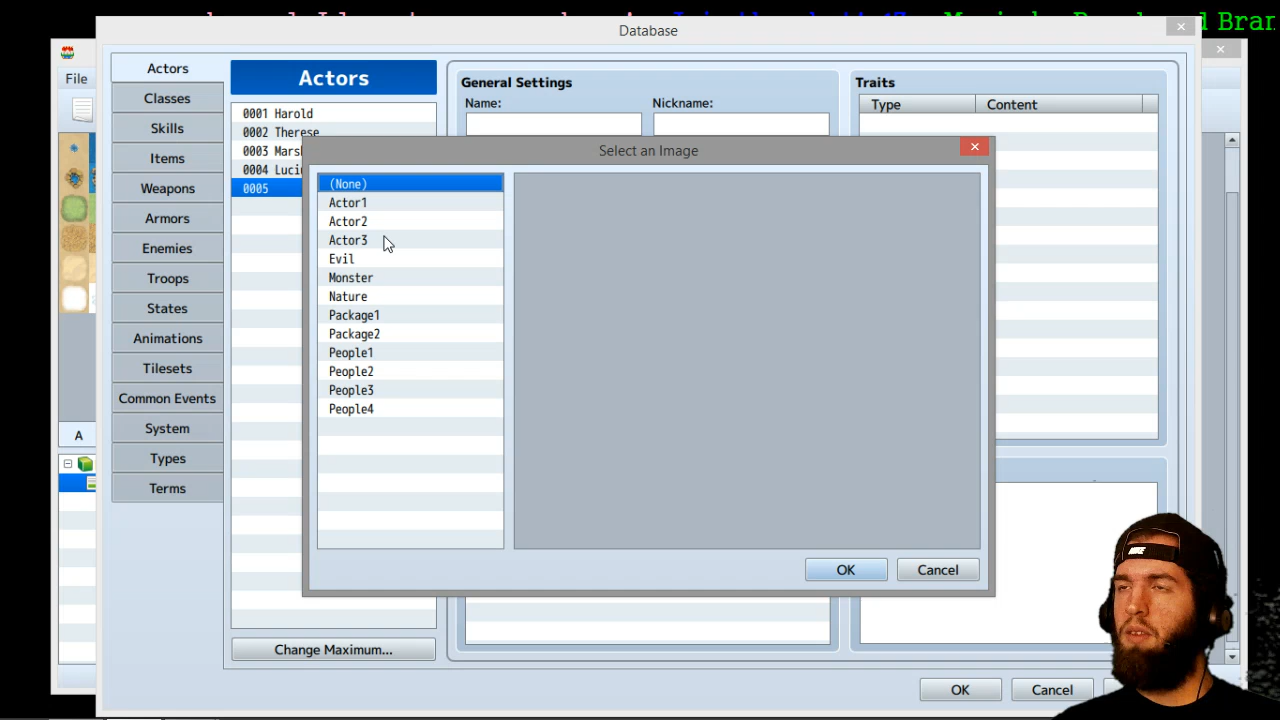 Database
File
Actors
Classes
Skills
Items
Weapons
Armors
Enemies
Troops
States
Animations
Tilesets
Common Events
System
Types
Terms
A
Actors
0001 Harold
0002 Therese
0003 Mars
0004 Luci
0005
Change Maximum...
General Settings
Name:
Nickname:
Traits
Type Content
Select an Image
(None)
Actor1
Actor2
Actor3
Evil
Monster
Nature
Package1
Package2
People1
People2
People3
People4
OK
Cancel
OK
Cancel